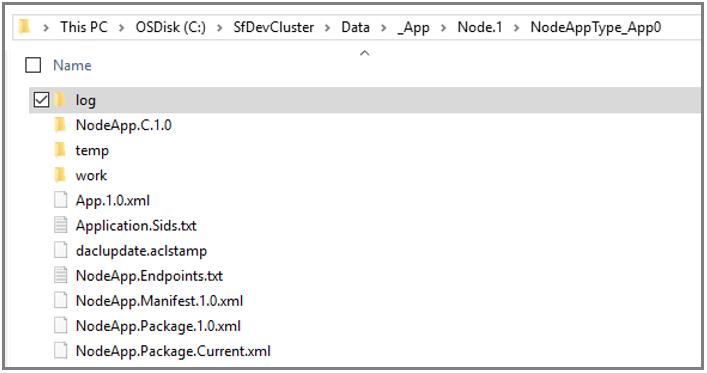 This PC > OSDisk (C:) > SfDevCluster > Data > _App > Node.1 > NodeAppType_App0
Name
log
NodeApp.C.1.0
temp
work
App.1.0.xml
Application.Sids.txt
daclupdate.aclstamp
NodeApp.Endpoints.txt
NodeApp.Manifest.1.0.xml
NodeApp.Package.1.0.xml
NodeApp.Package.Current.xml